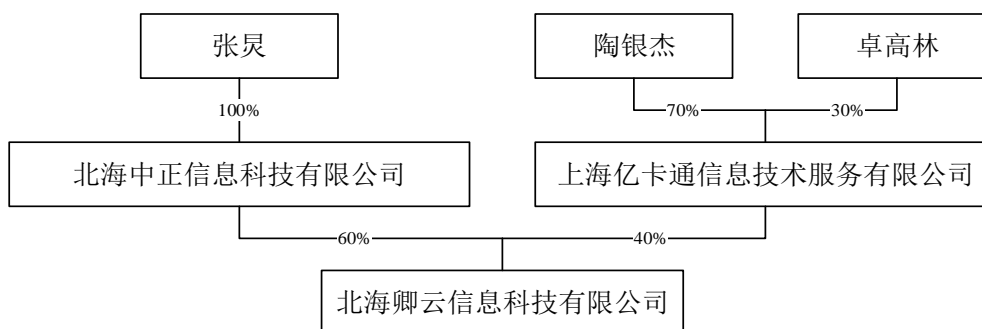 张炅
陶银杰
卓高林
100%
70%
30%
北海中正信息科技有限公司
上海亿卡通信息技术服务有限公司
60%
40%
北海卿云信息科技有限公司